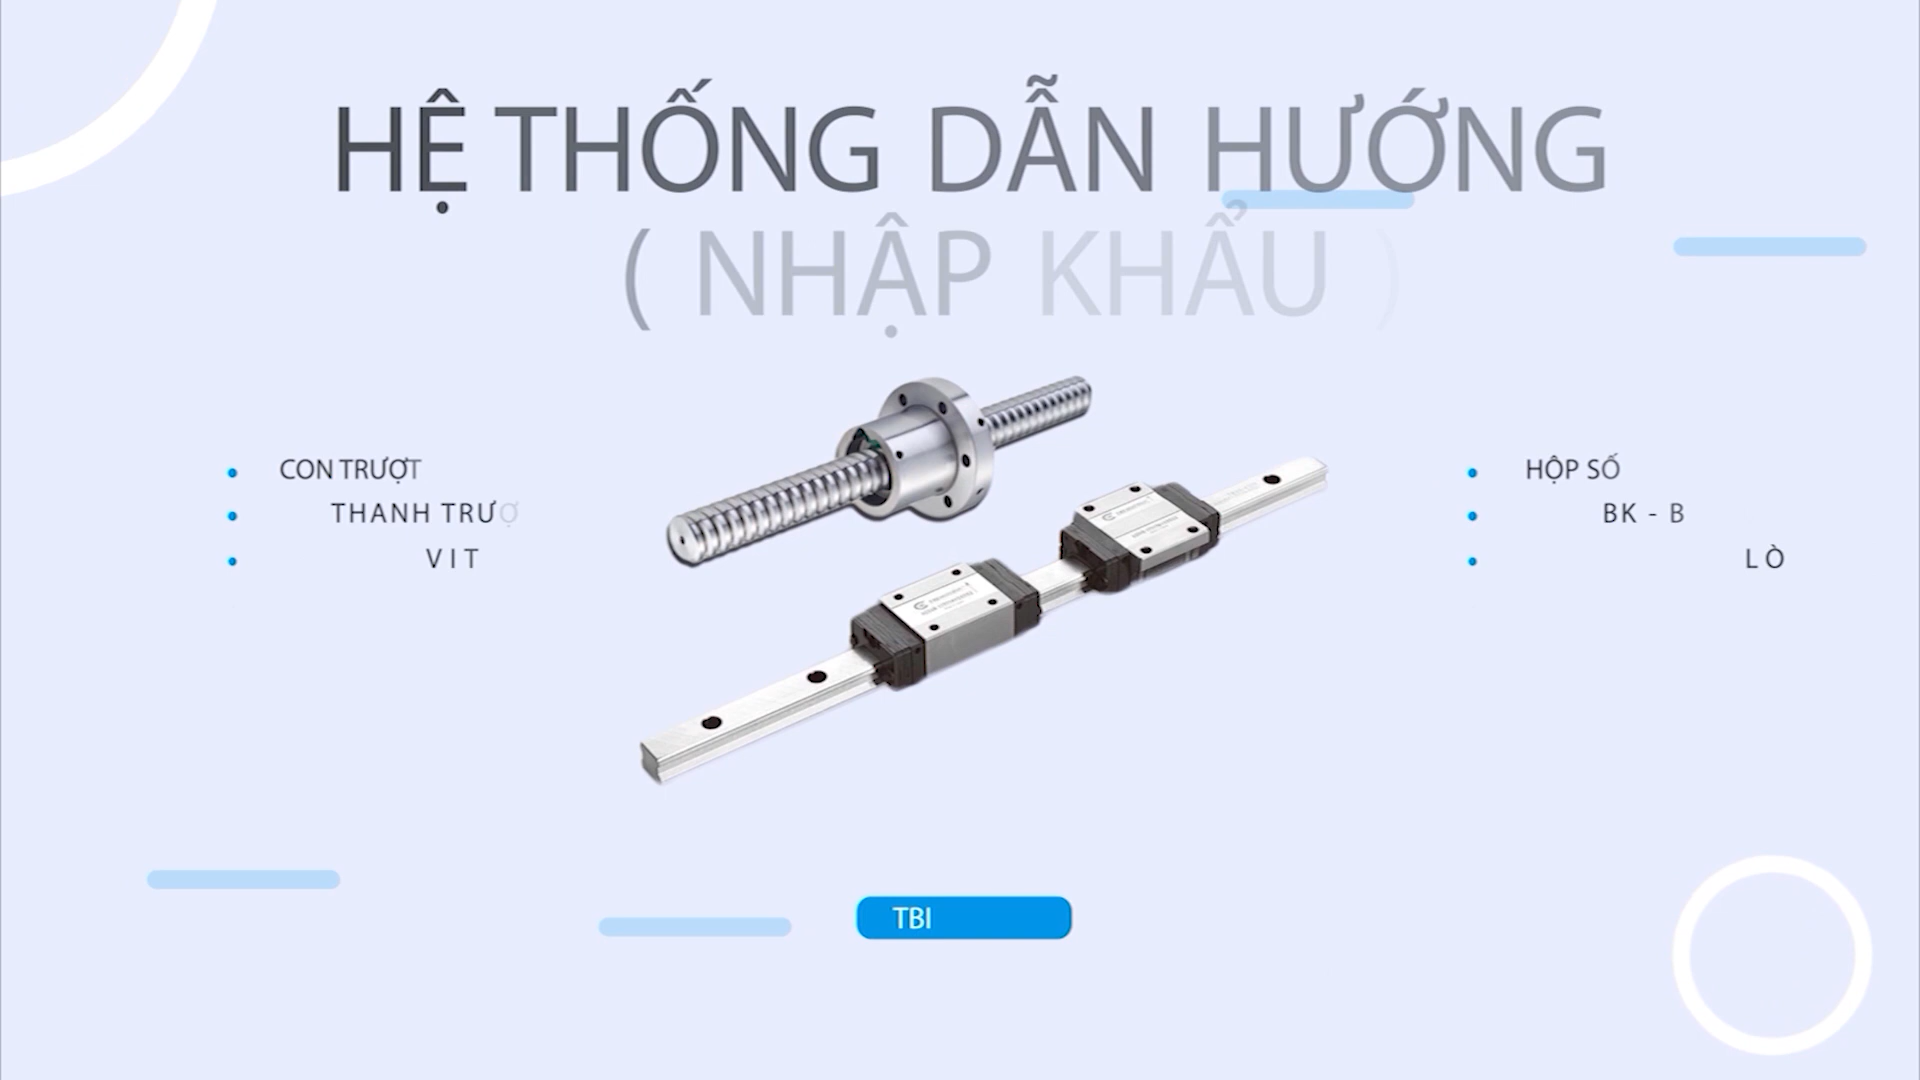 HỆ THỐNG DẪN HƯỚNG
( NHẬP KHẨU )
CON TRƯỢT
THANH TRƯỢ
VIT
HỘP SỐ
BK - B
LÒ
TBI